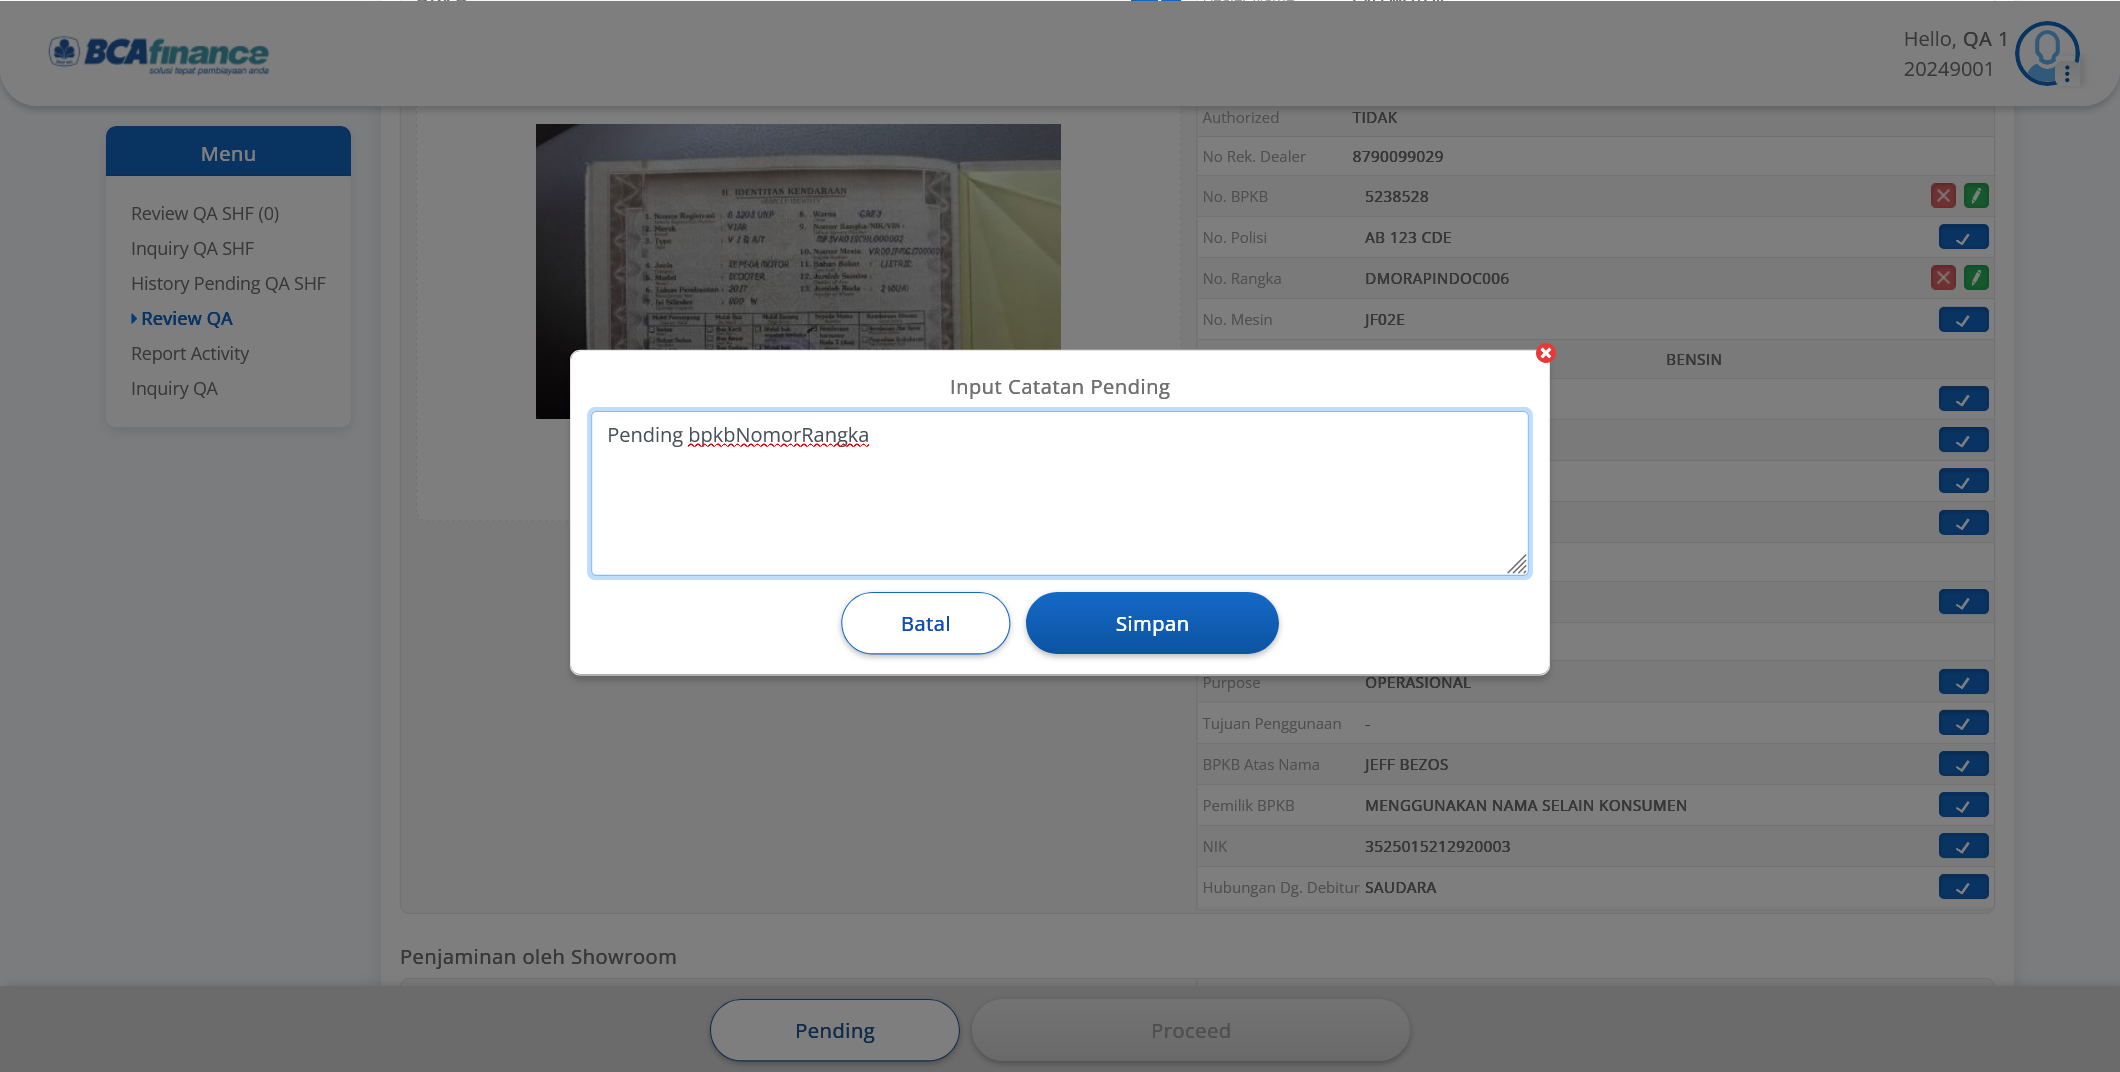 BCAfinance
solusi tepat pembiayaan anda
Hello, QA 1
20249001
Menu
Review QA SHF (0)
Inquiry QA SHF
History Pending QA SHF
Review QA
Report Activity
Inquiry QA
II. IDENTITAS KENDARAAN
Authorized TIDAK
No Rek. Dealer 8790099029
No. BPKB 5238528
No. Polisi AB 123 CDE
No. Rangka DMORAPINDOC006
No. Mesin JF02E
BENSIN
Input Catatan Pending
Pending bpkbNomorRangka
Batal Simpan
Purpose OPERASIONAL
Tujuan Penggunaan -
BPKB Atas Nama JEFF BEZOS
Pemilik BPKB MENGGUNAKAN NAMA SELAIN KONSUMEN
NIK 3525015212920003
Hubungan Dg. Debitur SAUDARA
Penjaminan oleh Showroom
Pending Proceed